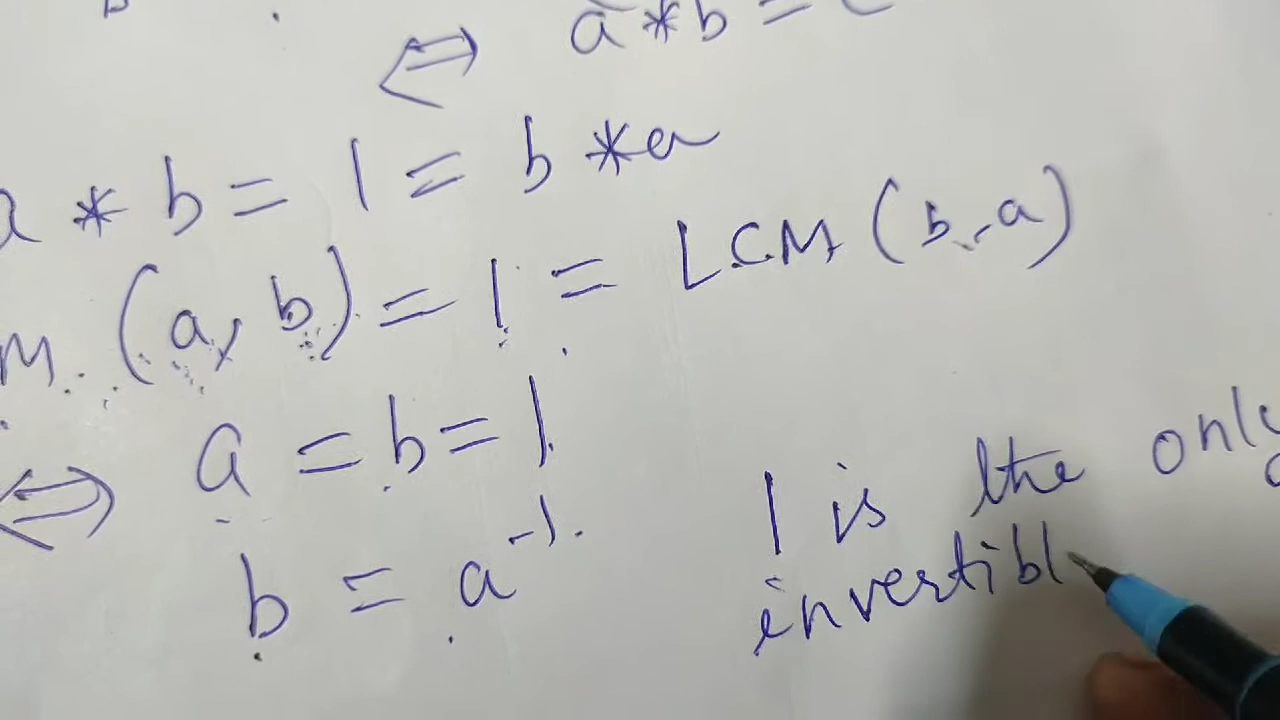 ⇔ a * b =
a * b = 1 = b * a
M (a, b) = 1 = LCM (b, a)
⇔ a = b = 1
b = a⁻¹.
1 is the only
invertibl